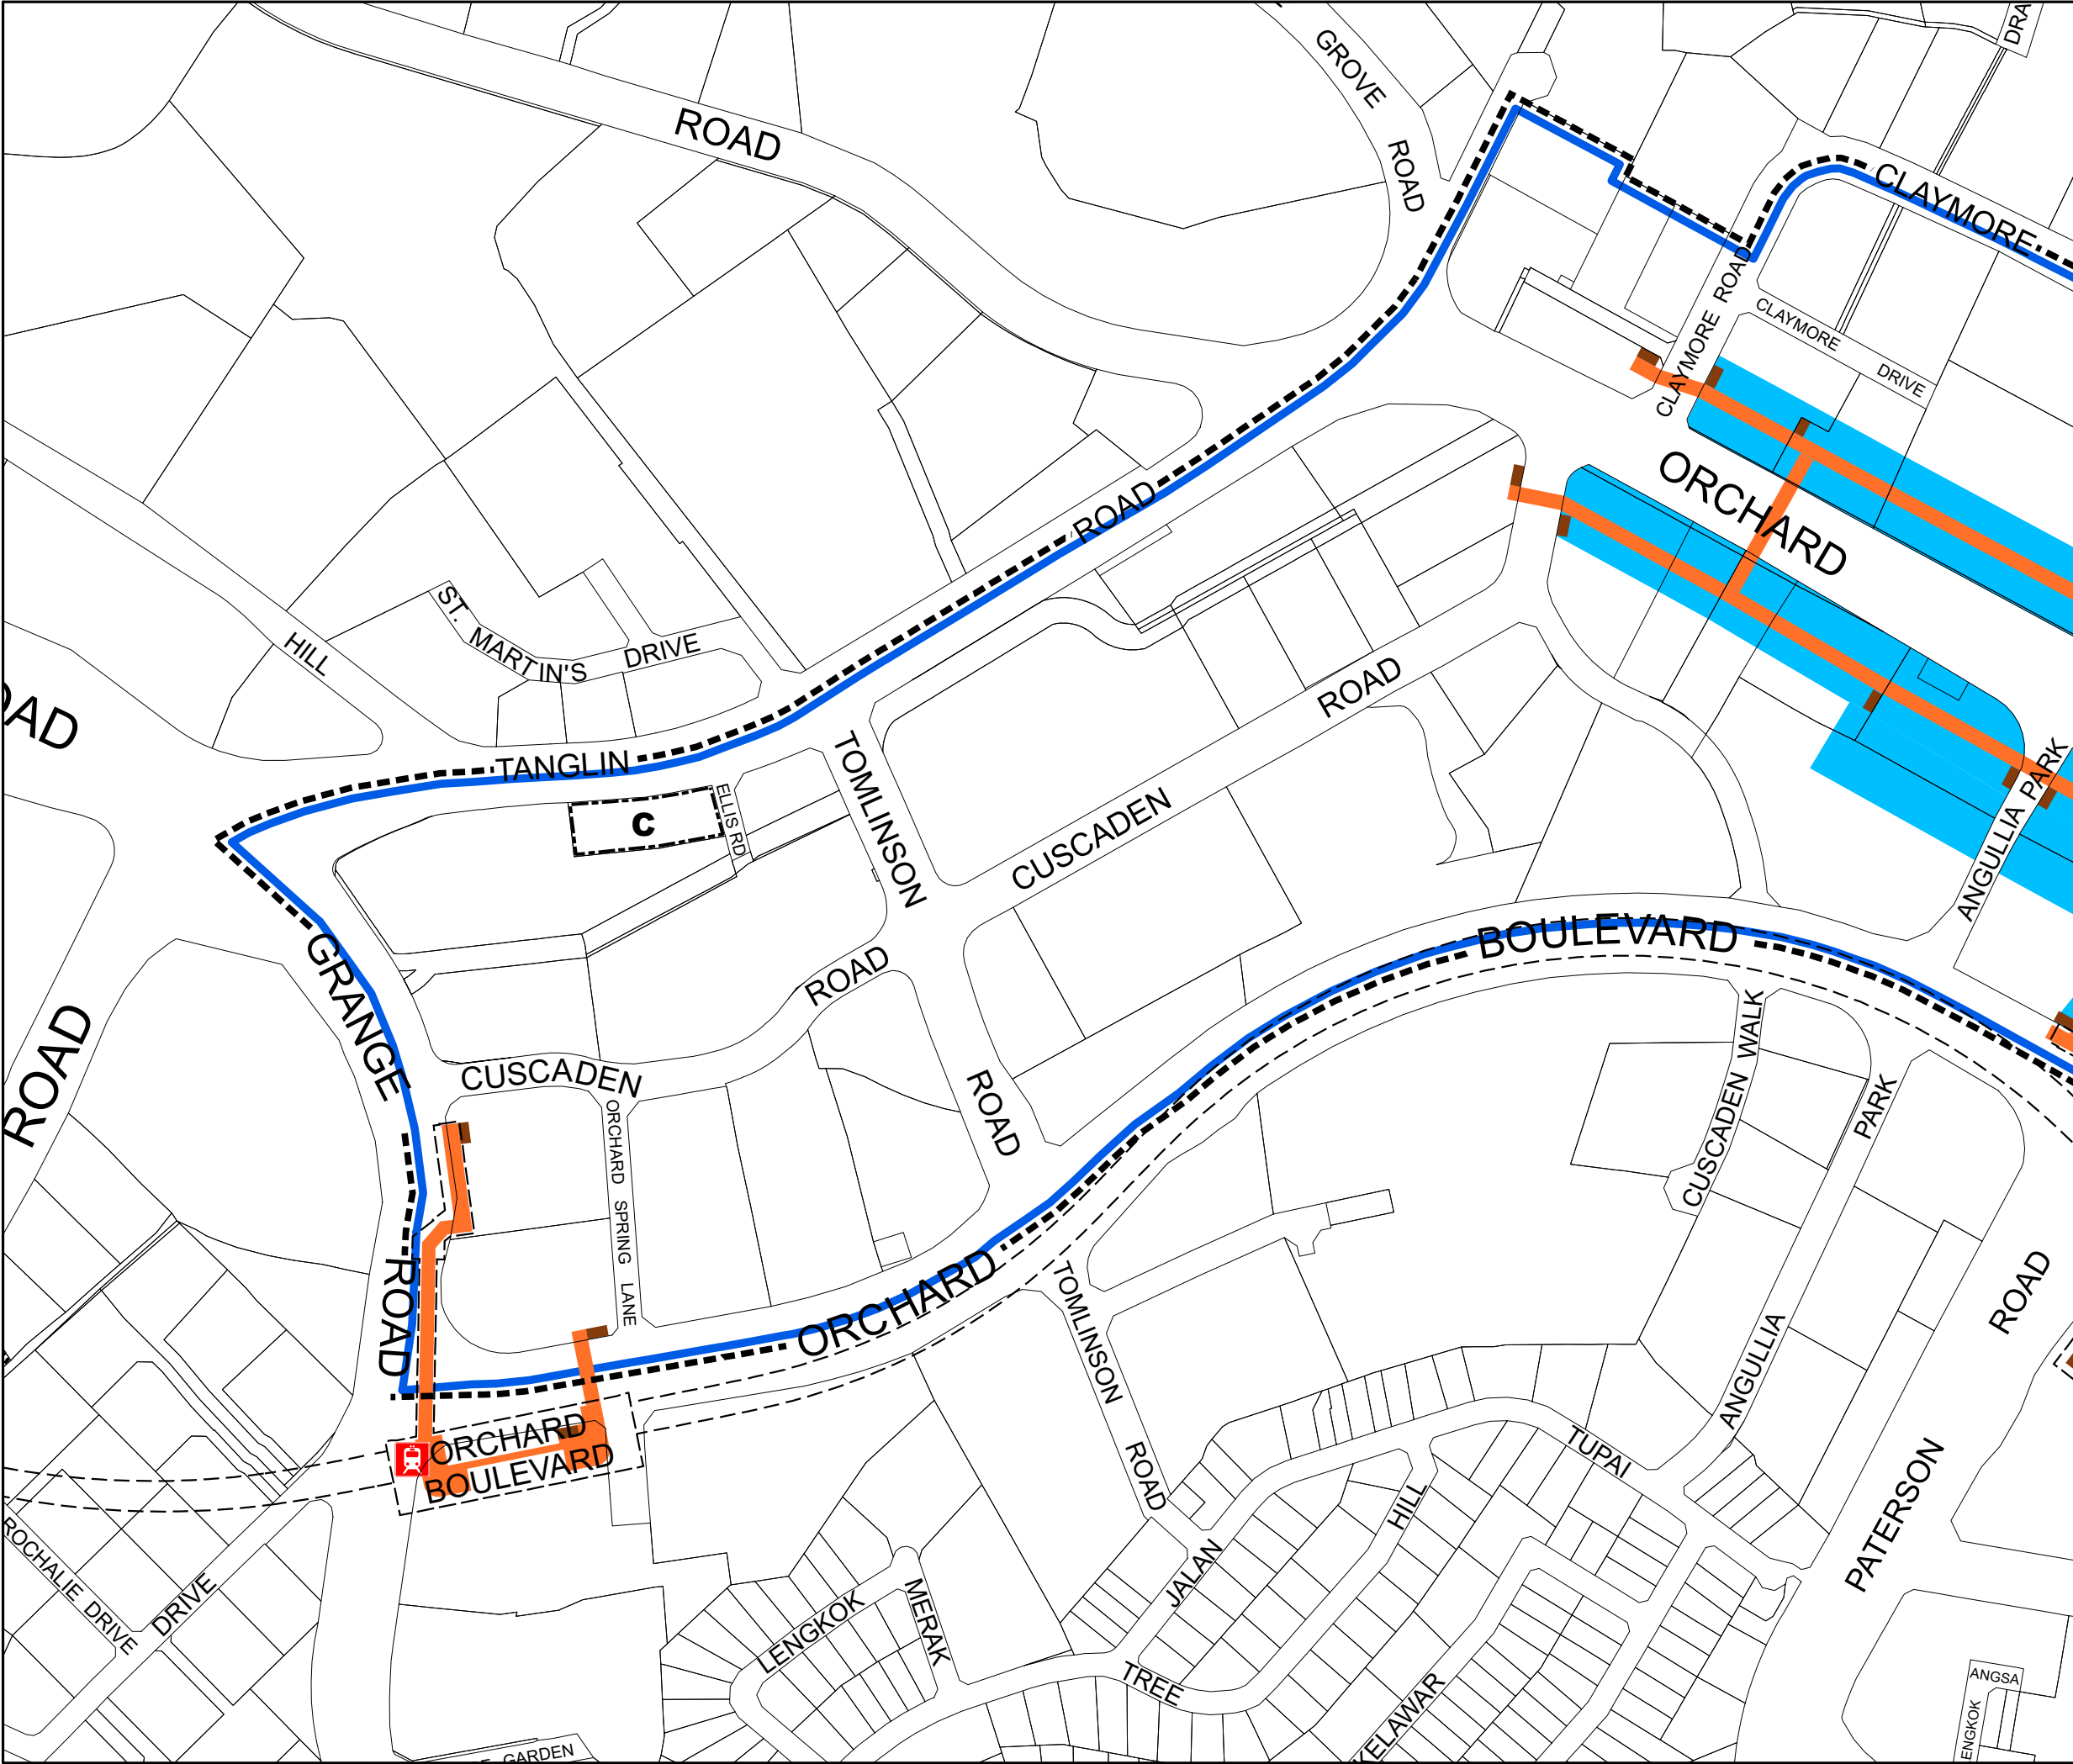 GROVE
ROAD
DRA
ROAD
CLAYMORE
CLAYMORE ROAD
CLAYMORE
DRIVE
ORCHARD
ROAD
ST. MARTIN'S DRIVE
HILL
ROAD
OAD
TANGLIN
C
ELLIS RD
TOMLINSON
CUSCADEN
ANGULLIA PARK
GRANGE
ROAD
BOULEVARD
ROAD
CUSCADEN
ORCHARD SPRING LANE
ROAD
CUSCADEN WALK
PARK
ROAD
ROAD
ORCHARD
TOMLINSON
ROAD
ANGULLIA
ORCHARD
BOULEVARD
TUPAI
PATERSON
HILL
JALAN
ROCHALIE DRIVE
DRIVE
LENGKOK
MERAK
TREE
KELAWAR
ANGSA
ENGKOK
GARDEN